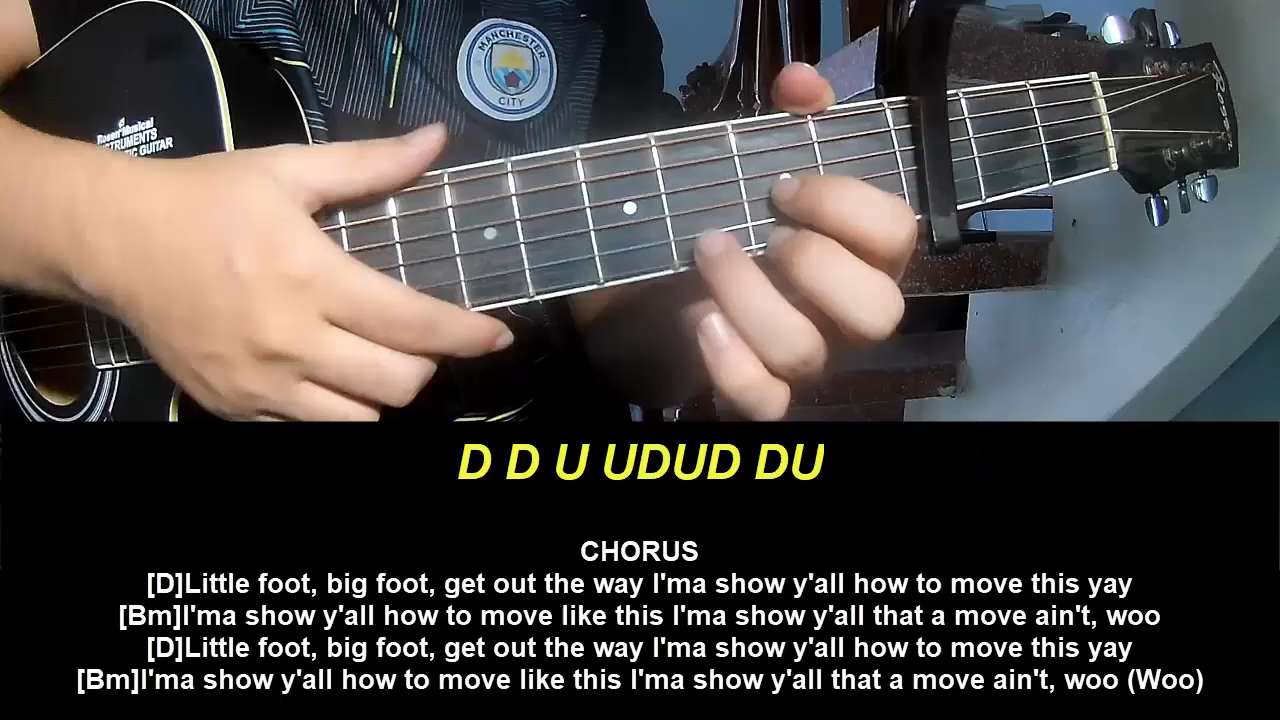 MANCHESTER
CITY
Musical
INSTRUMENTS
GUITAR
D D U UDUD DU
CHORUS
[D]Little foot, big foot, get out the way I'ma show y'all how to move this yay
[Bm]I'ma show y'all how to move like this I'ma show y'all that a move ain't, woo
[D]Little foot, big foot, get out the way I'ma show y'all how to move this yay
[Bm]I'ma show y'all how to move like this I'ma show y'all that a move ain't, woo (Woo)